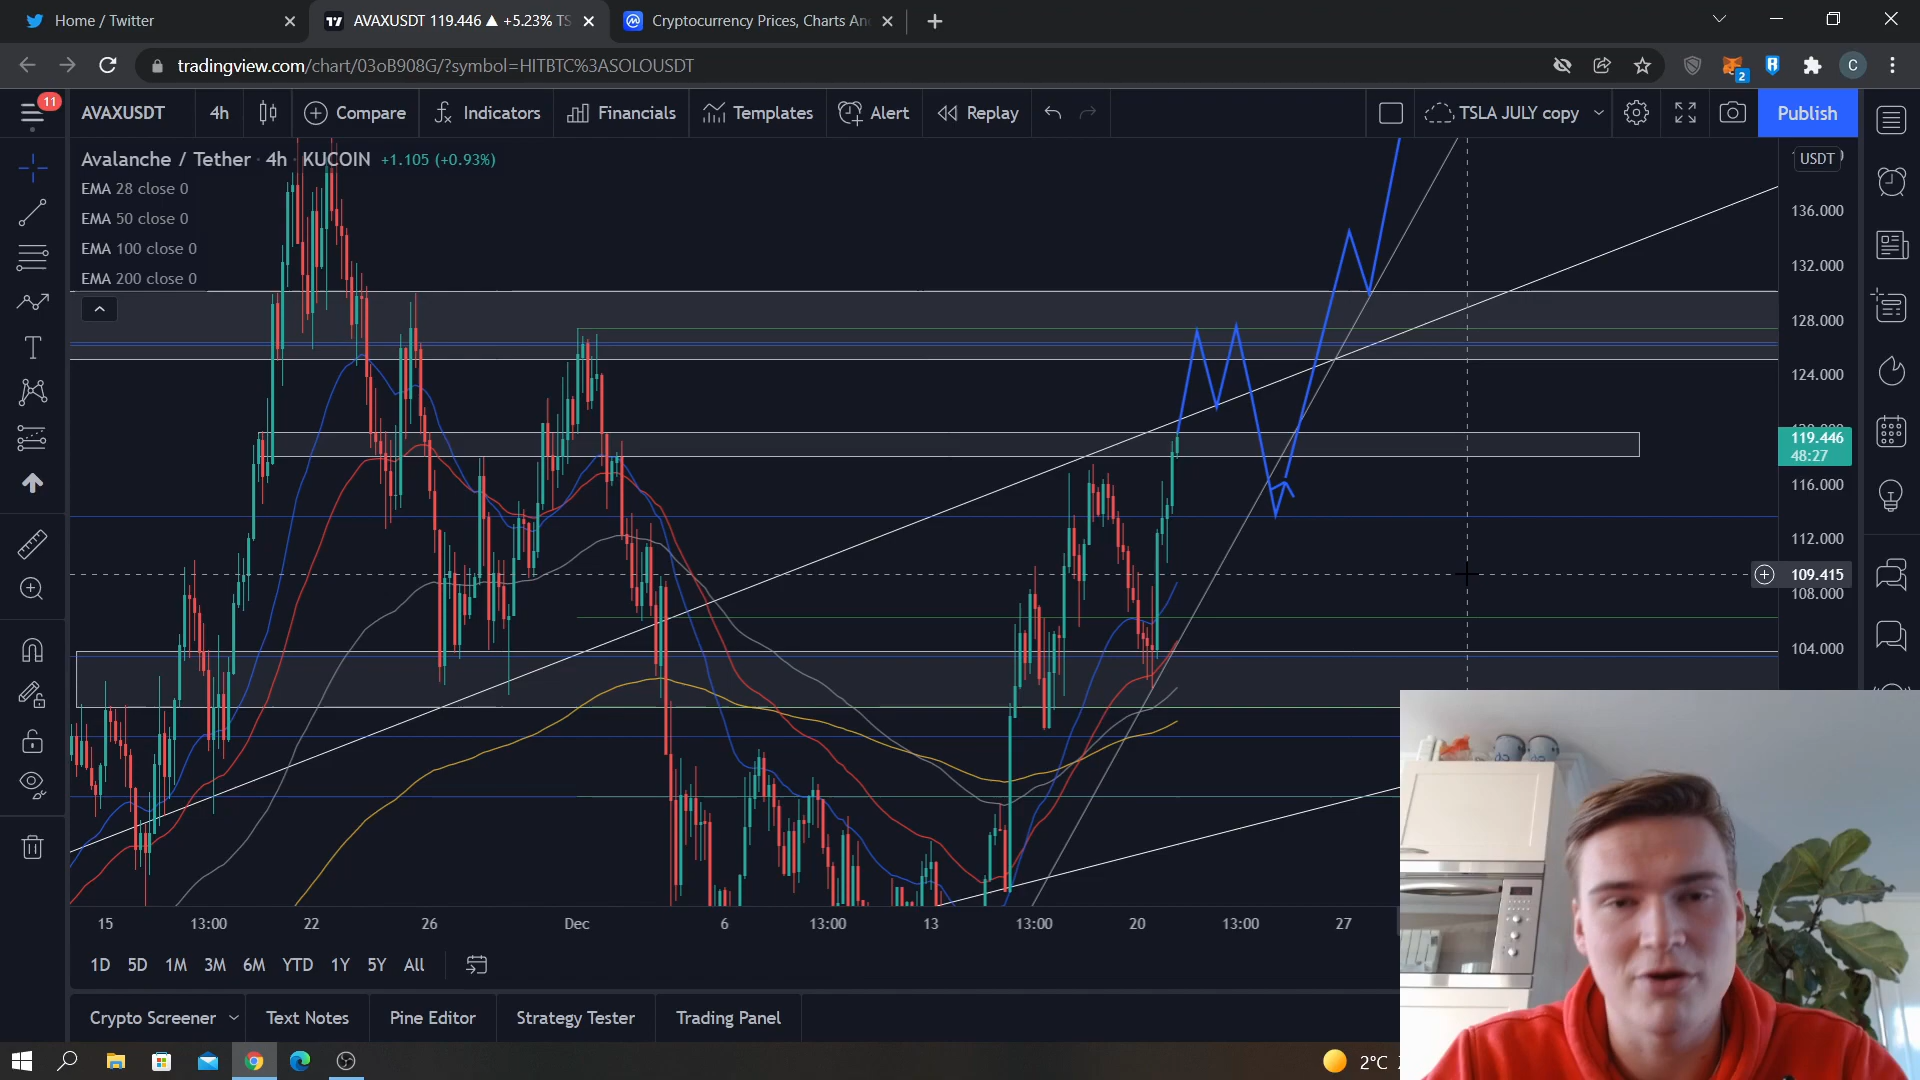 Home / Twitter
AVAXUSDT 119.446 ▲ +5.23% TS
Cryptocurrency Prices, Charts An
tradingview.com/chart/03oB908G/?symbol=HITBTC%3ASOLOUSDT
2
C
11
AVAXUSDT
4h
Compare
Indicators
Financials
Templates
Alert
Replay
TSLA JULY copy
Publish
Avalanche / Tether · 4h · KUCOIN +1.105 (+0.93%)
USDT
EMA 28 close 0
EMA 50 close 0
EMA 100 close 0
EMA 200 close 0
136.000
132.000
128.000
124.000
119.446
48:27
116.000
112.000
109.415
108.000
104.000
15
13:00
22
26
Dec
6
13:00
13
13:00
20
13:00
27
1D 5D 1M 3M 6M YTD 1Y 5Y All
Crypto Screener
Text Notes
Pine Editor
Strategy Tester
Trading Panel
2°C